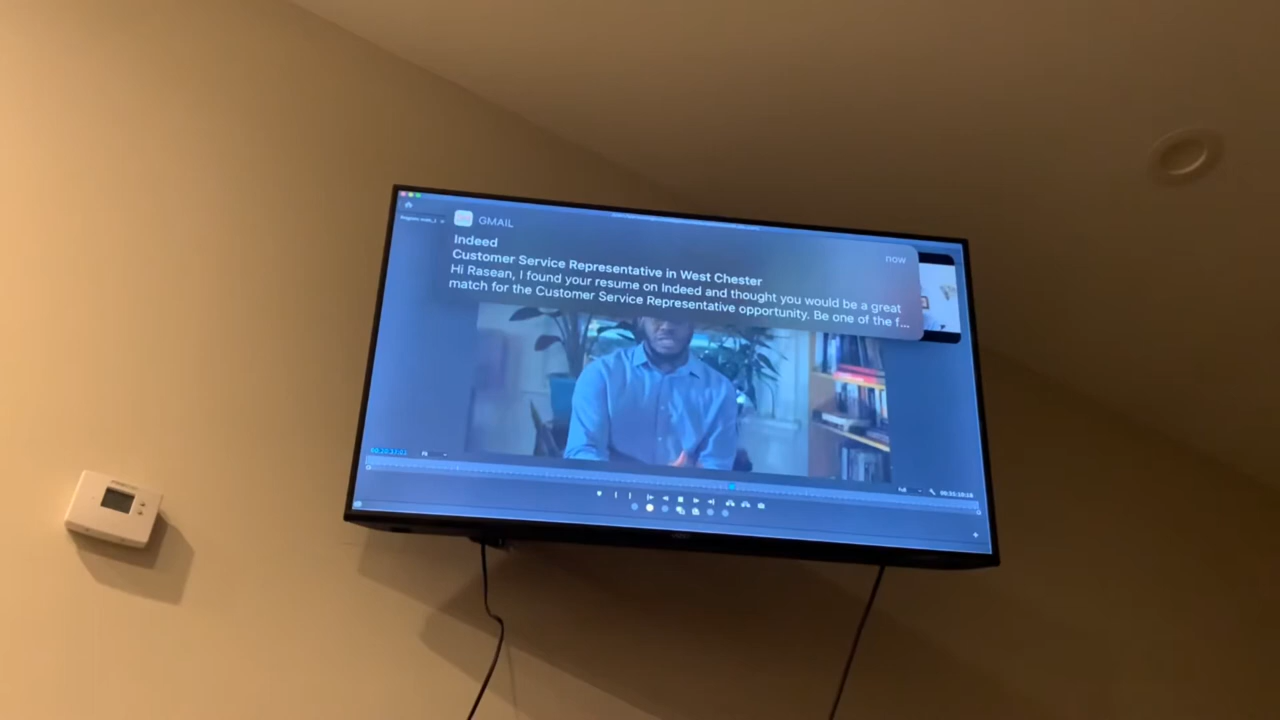 GMAIL
Indeed
now
Customer Service Representative in West Chester
Hi Rasean, I found your resume on Indeed and thought you would be a great
match for the Customer Service Representative opportunity. Be one of the f...